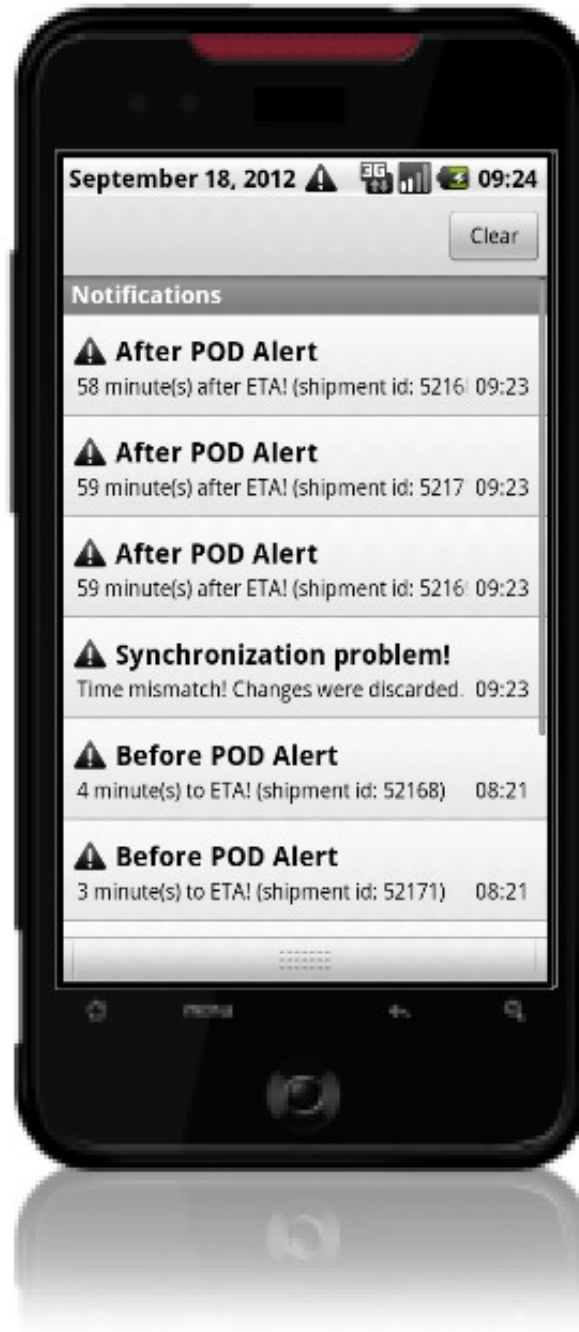 September 18, 2012 09:24
Clear
Notifications
After POD Alert
58 minute(s) after ETA! (shipment id: 5216 09:23
After POD Alert
59 minute(s) after ETA! (shipment id: 5217 09:23
After POD Alert
59 minute(s) after ETA! (shipment id: 5216 09:23
Synchronization problem!
Time mismatch! Changes were discarded. 09:23
Before POD Alert
4 minute(s) to ETA! (shipment id: 52168) 08:21
Before POD Alert
3 minute(s) to ETA! (shipment id: 52171) 08:21
menu